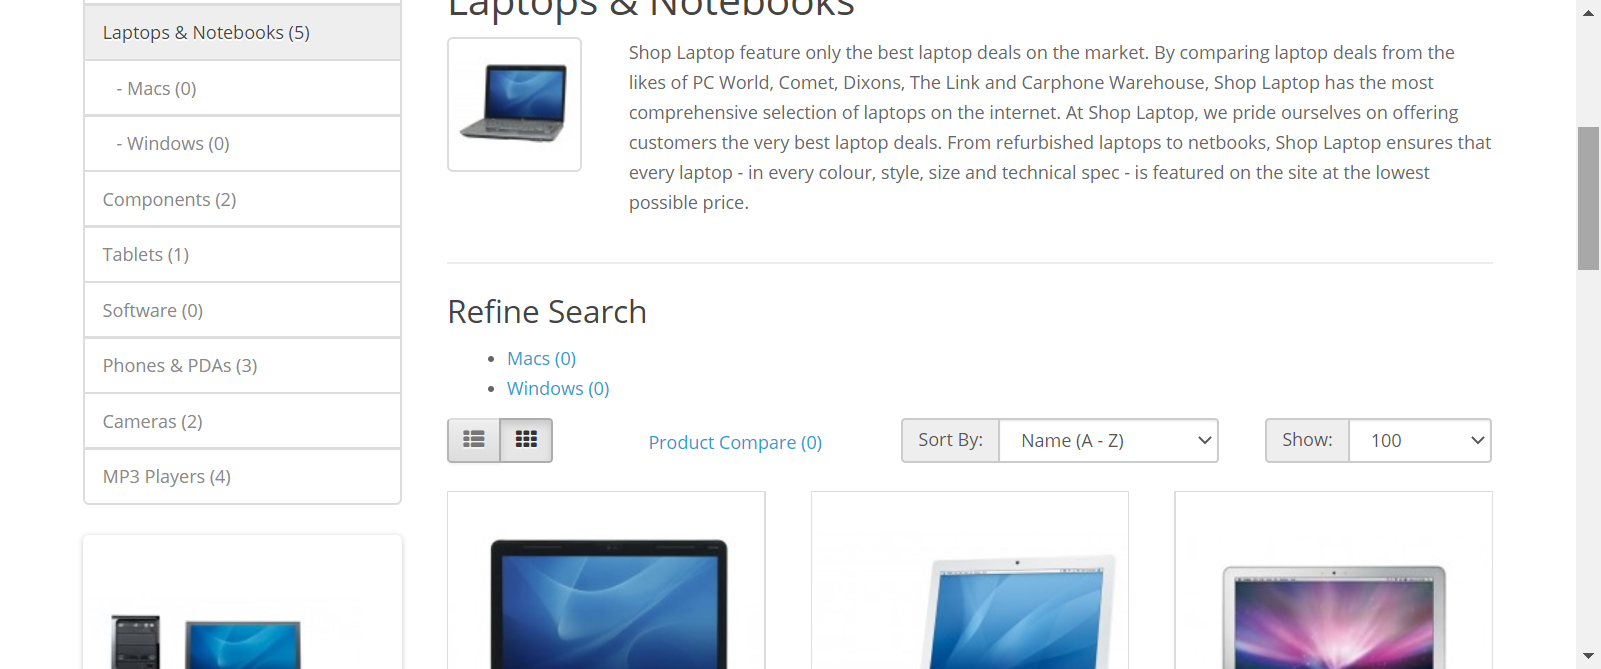 Laptops & Notebooks
Laptops & Notebooks (5)
- Macs (0)
- Windows (0)
Components (2)
Tablets (1)
Software (0)
Phones & PDAs (3)
Cameras (2)
MP3 Players (4)
Shop Laptop feature only the best laptop deals on the market. By comparing laptop deals from the
likes of PC World, Comet, Dixons, The Link and Carphone Warehouse, Shop Laptop has the most
comprehensive selection of laptops on the internet. At Shop Laptop, we pride ourselves on offering
customers the very best laptop deals. From refurbished laptops to netbooks, Shop Laptop ensures that
every laptop - in every colour, style, size and technical spec - is featured on the site at the lowest
possible price.
Refine Search
Macs (0)
Windows (0)
Product Compare (0)
Sort By:
Name (A - Z)
Show:
100